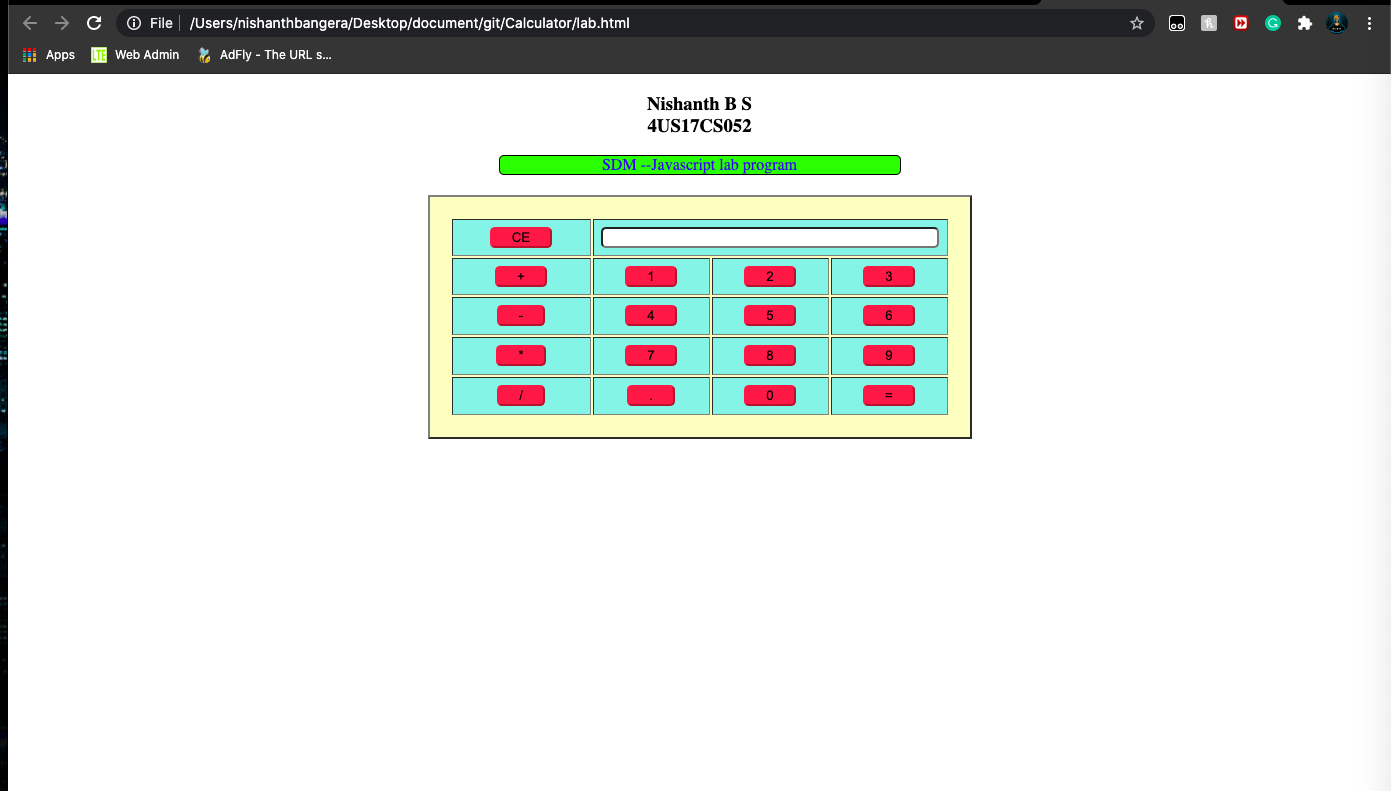 File /Users/nishanthbangera/Desktop/document/git/Calculator/lab.html
Apps LTE Web Admin AdFly - The URL s...
Nishanth B S
4US17CS052
SDM --Javascript lab program
CE
+ 1 2 3
- 4 5 6
* 7 8 9
/ . 0 =